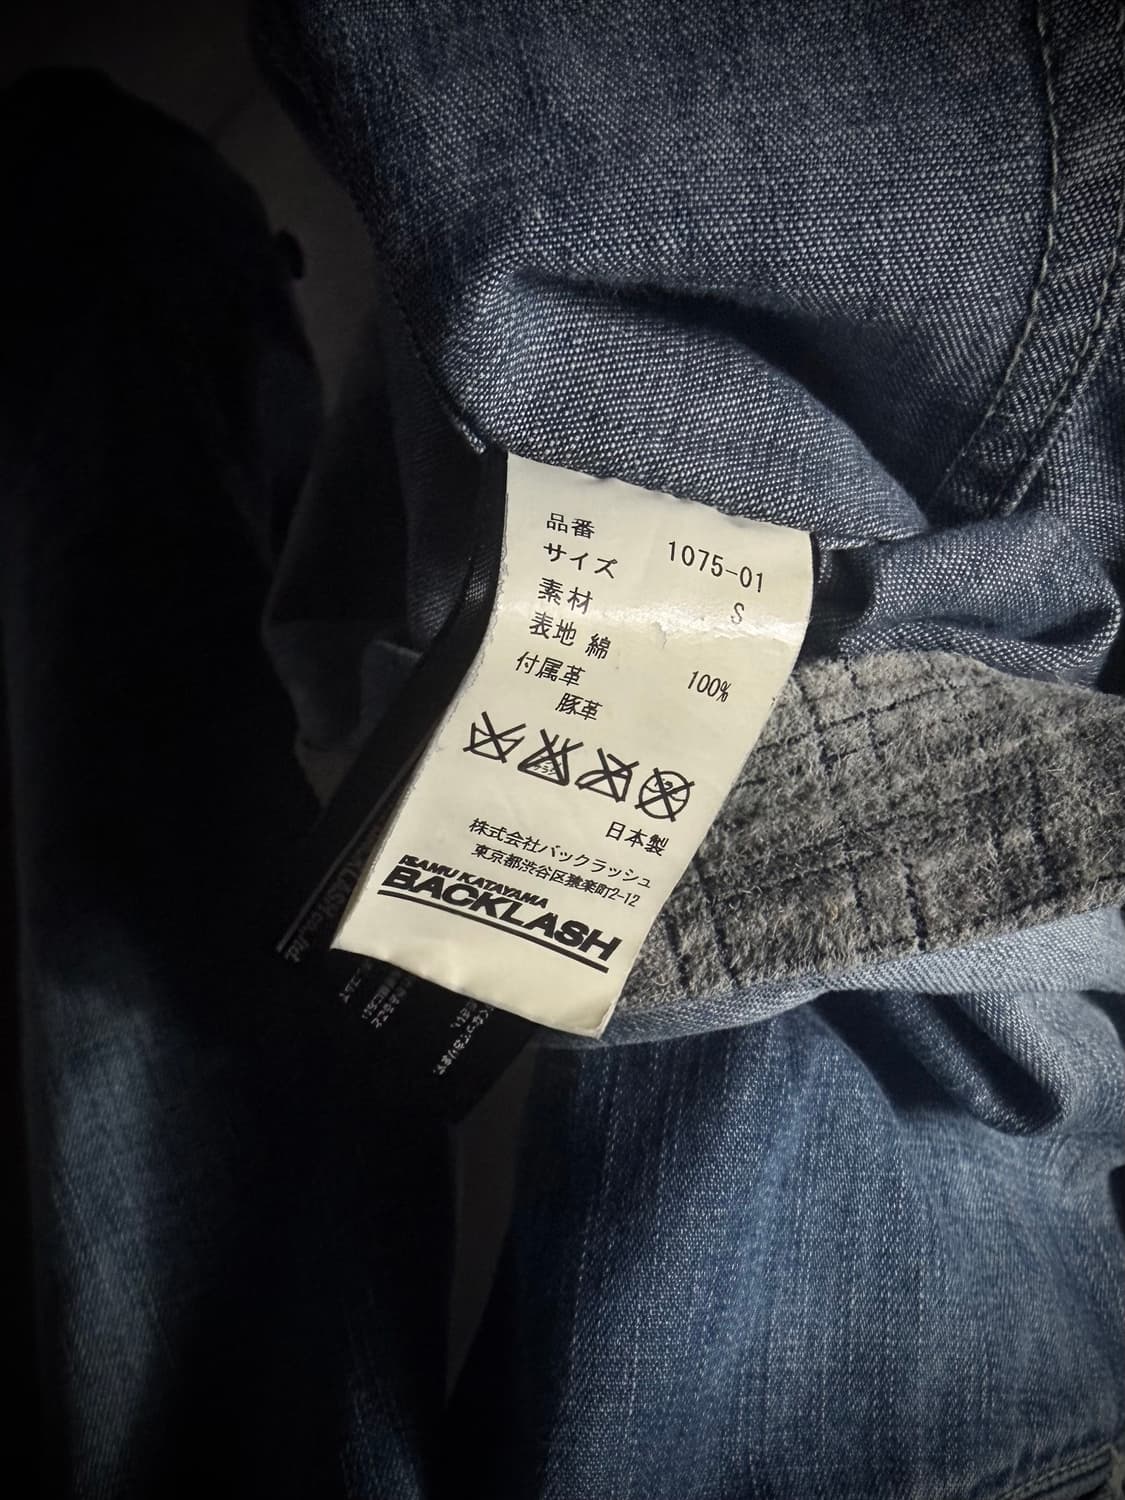 品番 1075-01
サイズ S
素材
表地 綿 100%
付属革
豚革
日本製
株式会社バックラッシュ
東京都渋谷区猿楽町2-12
ISAMU KATAYAMA
BACKLASH